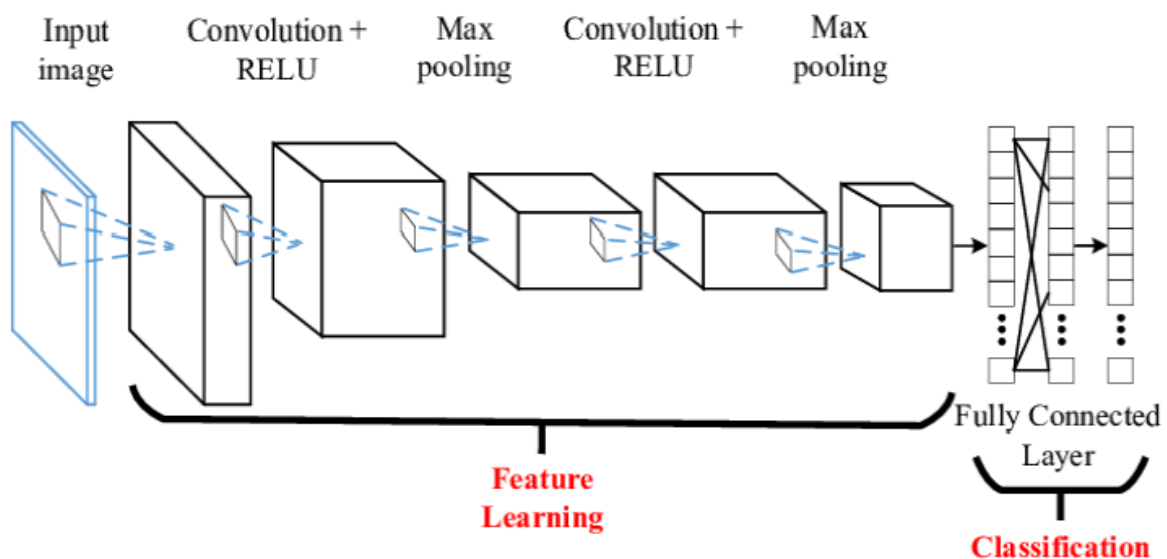 Input
image
Convolution +
RELU
Max
pooling
Convolution +
RELU
Max
pooling
Fully Connected
Layer
Feature
Learning
Classification